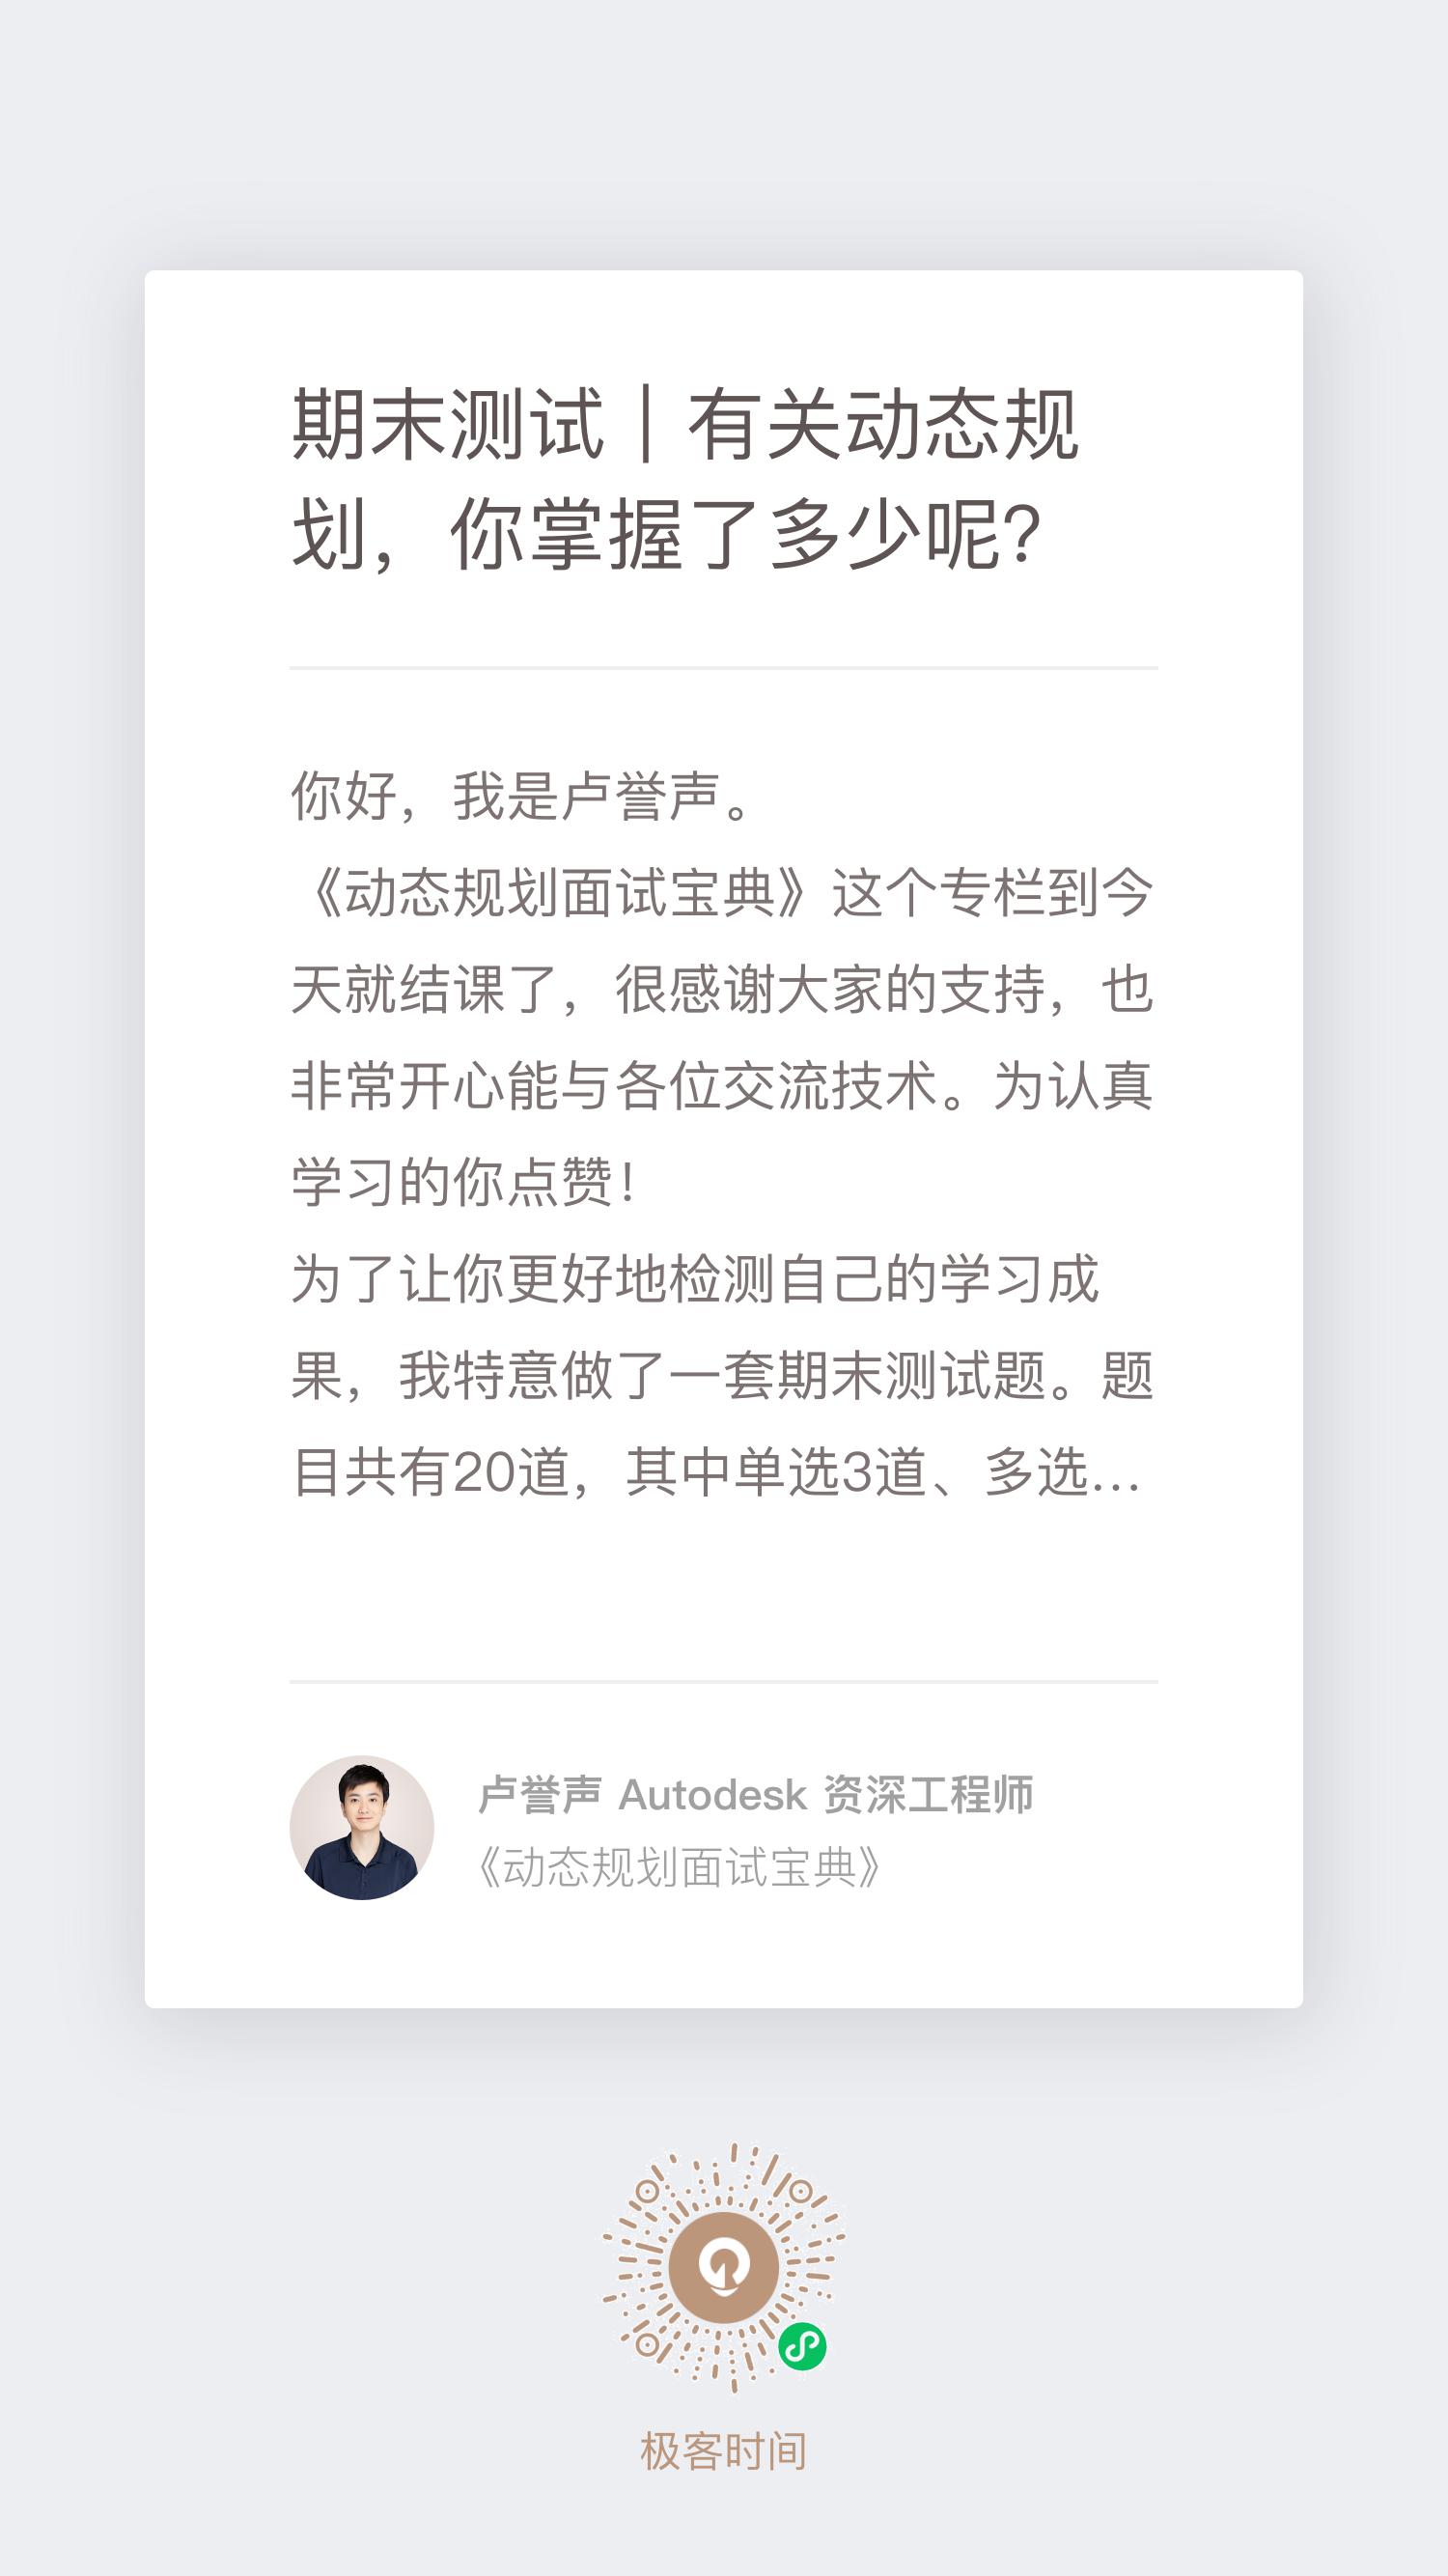 期末测试｜有关动态规
划，你掌握了多少呢？
你好，我是卢誉声。
《动态规划面试宝典》这个专栏到今
天就结课了，很感谢大家的支持，也
非常开心能与各位交流技术。为认真
学习的你点赞！
为了让你更好地检测自己的学习成
果，我特意做了一套期末测试题。题
目共有20道，其中单选3道、多选...
卢誉声 Autodesk 资深工程师
《动态规划面试宝典》
极客时间